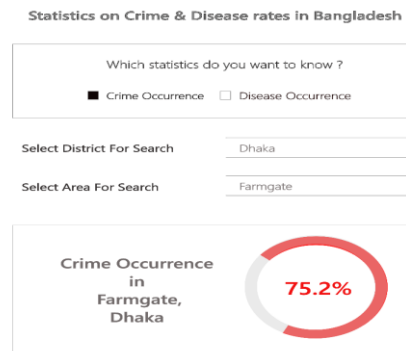 Statistics on Crime & Disease rates in Bangladesh
Which statistics do you want to know ?
Crime Occurrence Disease Occurrence
Select District For Search Dhaka
Select Area For Search Farmgate
Crime Occurrence
in
Farmgate,
Dhaka
75.2%